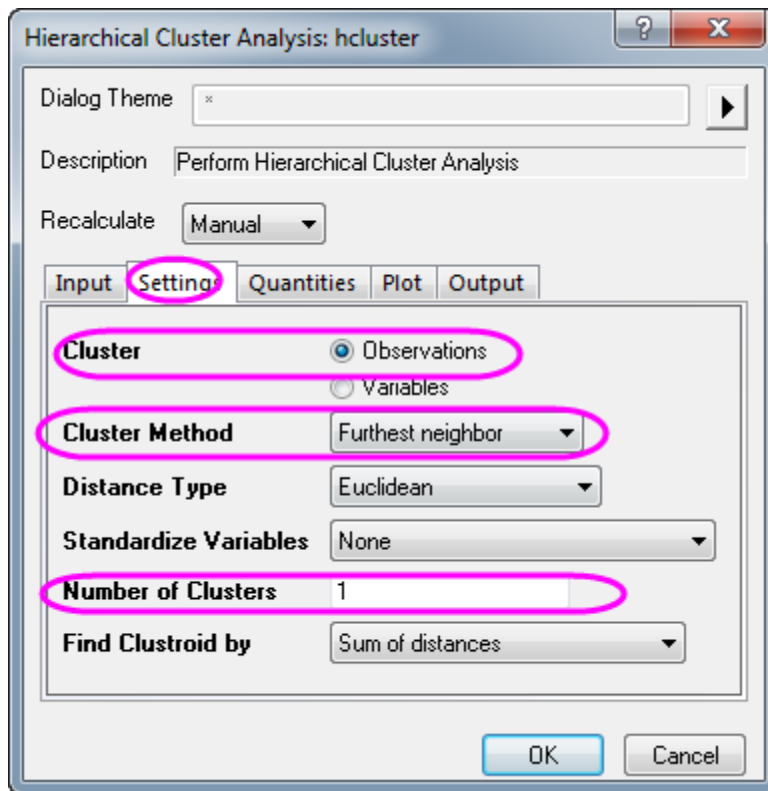 Hierarchical Cluster Analysis: hcluster
Dialog Theme *
Description Perform Hierarchical Cluster Analysis
Recalculate Manual
Input Settings Quantities Plot Output
Cluster Observations
Variables
Cluster Method Furthest neighbor
Distance Type Euclidean
Standardize Variables None
Number of Clusters 1
Find Clustroid by Sum of distances
OK Cancel